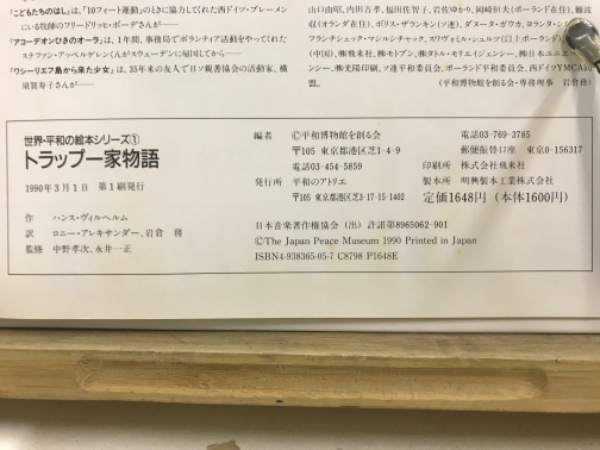 『こどもたちのはし』は、「10フィート運動」のときに協力してくれた西ドイツ・ブレーメン
にいる牧師のフリードリッヒ・ボーデさんが――
『アコーデオンひきのオーラ』は、1年間、事務局でボランティア活動をやってくれた
ステファン・アッペルゲレンくんがスウェーデンに帰国してから――
『ワシーリエフ島から来た少女』は、35年来の友人で日ソ親善協会の活動家、横
須賀寿子さんが――
山口由昭、内田吉孝、福田代智子、岩佐ゆかり、岡崎恒夫(ポーランド在住)、難波
収(オランダ在住)、ボリス・ザランキン(ソ連)、ダヌータ・ザウカ、ヨランタ・
フランチシェック・マルシンチャック、スワヴォミル・シュルツ(以上ポーランド)、
(中国)、㈱飛来社、㈱モトブン、㈱タトル・モリエイジェンシー、㈱日本ユニエージェ
ンシー、㈱光陽印刷、ソ連平和委員会、ポーランド平和委員会、西ドイツYMCA同
盟。
(平和博物館を創る会・専務理事 岩倉務)
世界・平和の絵本シリーズ①
トラップ一家物語
1990年3月1日 第1刷発行
作 ハンス・ヴィルヘルム
訳 ロニー・アレキサンダー、岩倉 務
監修 中野孝次、永井一正
編者 ©平和博物館を創る会
〒105 東京都港区芝1-4-9
電話03-454-5859
発行所 平和のアトリエ
〒105 東京都港区芝3-17-15-1402
電話03-769-3785
郵便振替口座 東京0-156317
印刷所 株式会社飛来社
製本所 明興製本工業株式会社
定価1648円(本体1600円)
日本音楽著作権協会(出)許諾第8965062-901
©The Japan Peace Museum 1990 Printed in Japan
ISBN4-938365-05-7 C8798 P1648E